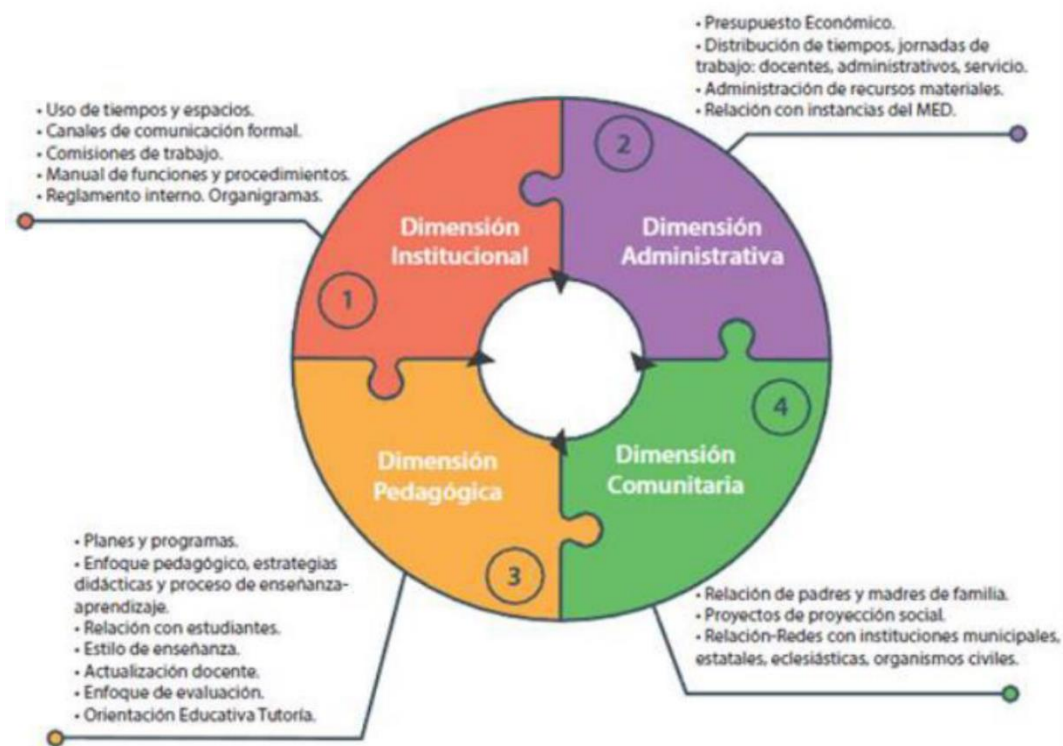 • Uso de tiempos y espacios.
• Canales de comunicación formal.
• Comisiones de trabajo.
• Manual de funciones y procedimientos.
• Reglamento interno. Organigramas.
• Presupuesto Económico.
• Distribución de tiempos, jornadas de
trabajo: docentes, administrativos, servicio.
• Administración de recursos materiales.
• Relación con instancias del MED.
1
Dimensión
Institucional
2
Dimensión
Administrativa
Dimensión
Pedagógica
3
4
Dimensión
Comunitaria
• Planes y programas.
• Enfoque pedagógico, estrategias
didácticas y proceso de enseñanza-
aprendizaje.
• Relación con estudiantes.
• Estilo de enseñanza.
• Actualización docente.
• Enfoque de evaluación.
• Orientación Educativa Tutoría.
• Relación de padres y madres de familia.
• Proyectos de proyección social.
• Relación-Redes con instituciones municipales,
estatales, eclesiásticas, organismos civiles.